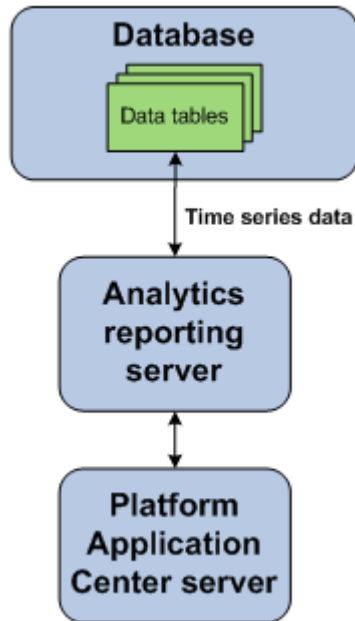 Database
Data tables
Time series data
Analytics
reporting
server
Platform
Application
Center server